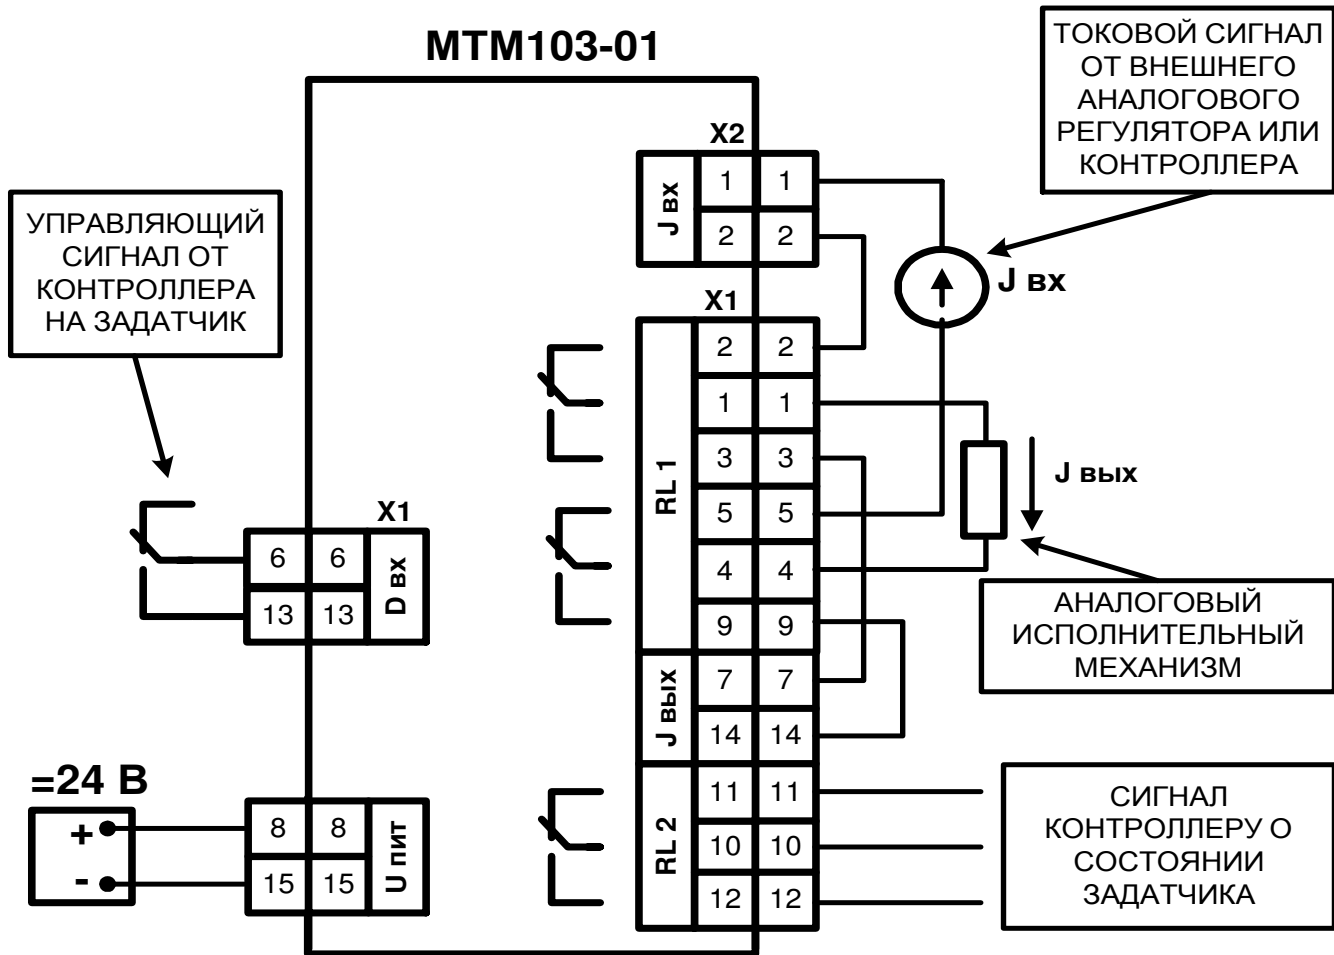 МТМ103-01
ТОКОВОЙ СИГНАЛ
ОТ ВНЕШНЕГО
АНАЛОГОВОГО
РЕГУЛЯТОРА ИЛИ
КОНТРОЛЛЕРА
УПРАВЛЯЮЩИЙ
СИГНАЛ ОТ
КОНТРОЛЛЕРА
НА ЗАДАТЧИК
X2
J вх
1 1
2 2
J вх
X1
RL 1
2 2
1 1
3 3
5 5
4 4
9 9
J вых
X1
6 6
13 13
D вх
АНАЛОГОВЫЙ
ИСПОЛНИТЕЛЬНЫЙ
МЕХАНИЗМ
J вых
7 7
14 14
=24 В
+
-
8 8
15 15
U пит
RL 2
11 11
10 10
12 12
СИГНАЛ
КОНТРОЛЛЕРУ О
СОСТОЯНИИ
ЗАДАТЧИКА